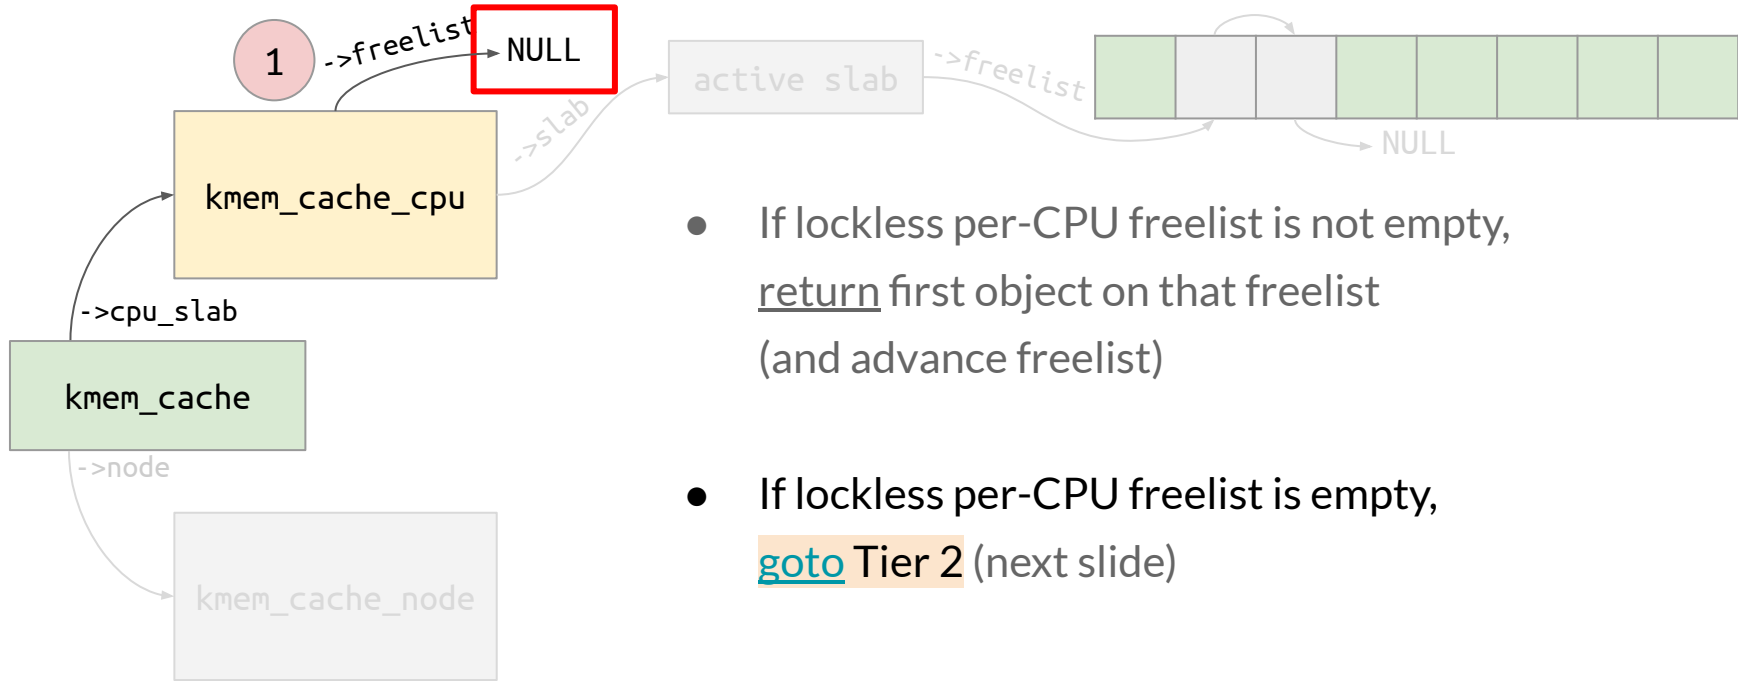 1
->freelist
NULL
->slab
active slab
->freelist
NULL
kmem_cache_cpu
->cpu_slab
kmem_cache
->node
kmem_cache_node
● If lockless per-CPU freelist is not empty,
return first object on that freelist
(and advance freelist)
● If lockless per-CPU freelist is empty,
goto Tier 2 (next slide)